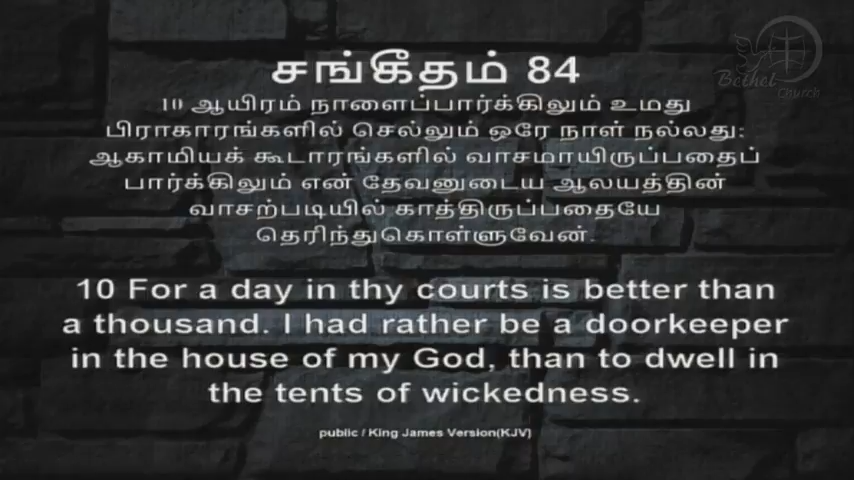 Bethel
Church
சங்கீதம் 84
10 ஆயிரம் நாளைப்பார்க்கிலும் உமது
பிராகாரங்களில் செல்லும் ஒரே நாள் நல்லது:
ஆகாமியக் கூடாரங்களில் வாசமாயிருப்பதைப்
பார்க்கிலும் என் தேவனுடைய ஆலயத்தின்
வாசற்படியில் காத்திருப்பதையே
தெரிந்துகொள்ளுவேன்.
10 For a day in thy courts is better than
a thousand. I had rather be a doorkeeper
in the house of my God, than to dwell in
the tents of wickedness.
public / King James Version(KJV)